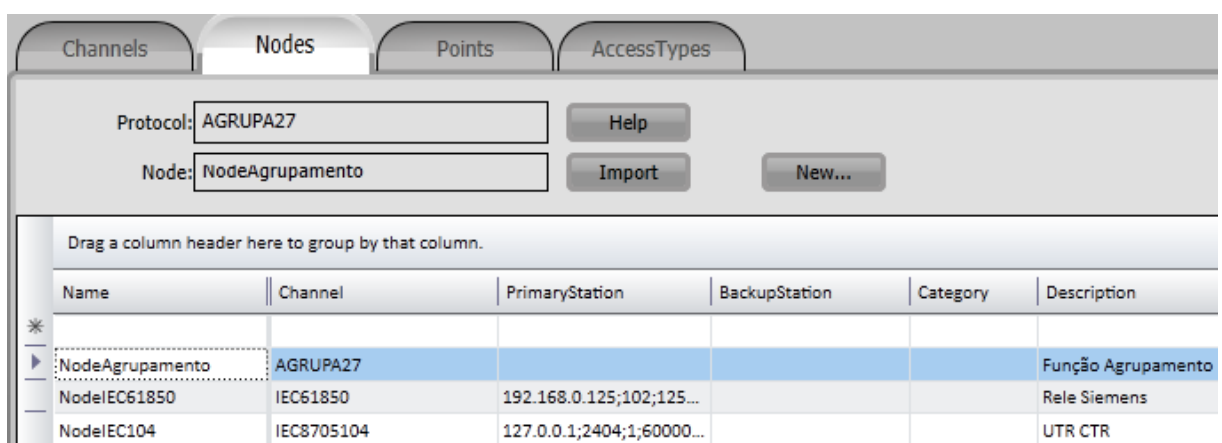 Channels Nodes Points AccessTypes
Protocol: AGRUPA27 Help
Node: NodeAgrupamento Import New...
Drag a column header here to group by that column.
Name Channel PrimaryStation BackupStation Category Description
NodeAgrupamento AGRUPA27 Função Agrupamento
NodeIEC61850 IEC61850 192.168.0.125;102;125... Rele Siemens
NodeIEC104 IEC8705104 127.0.0.1;2404;1;60000... UTR CTR